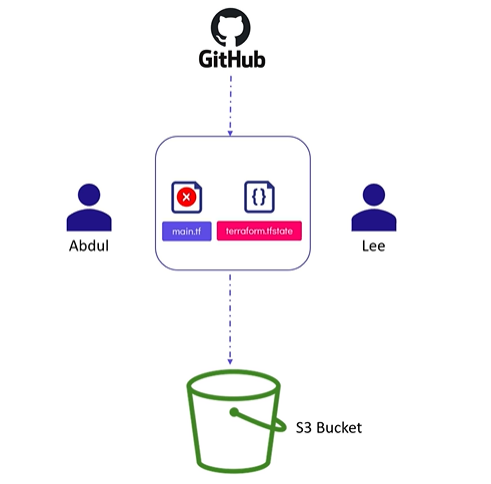 GitHub
main.tf
terraform.tfstate
Abdul
Lee
S3 Bucket